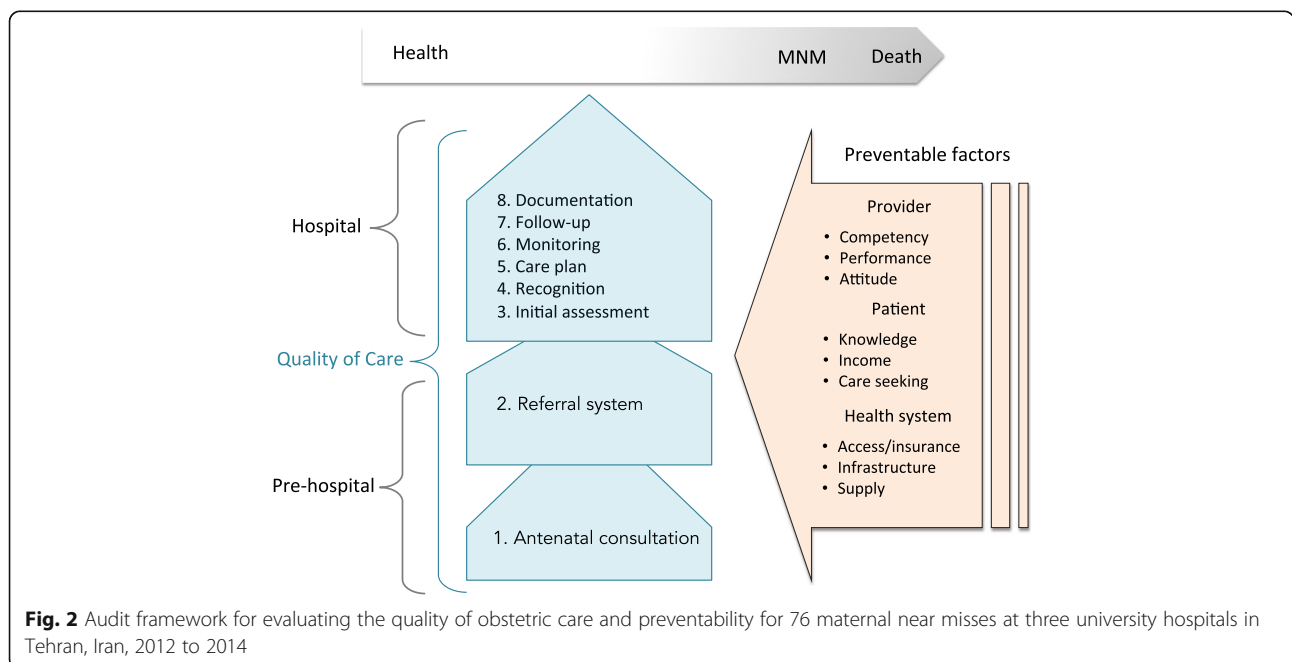 Health
MNM
Death
Hospital
Quality of Care
Pre-hospital
8. Documentation
7. Follow-up
6. Monitoring
5. Care plan
4. Recognition
3. Initial assessment
2. Referral system
1. Antenatal consultation
Preventable factors
Provider
• Competency
• Performance
• Attitude
Patient
• Knowledge
• Income
• Care seeking
Health system
• Access/insurance
• Infrastructure
• Supply
Fig. 2 Audit framework for evaluating the quality of obstetric care and preventability for 76 maternal near misses at three university hospitals in
Tehran, Iran, 2012 to 2014